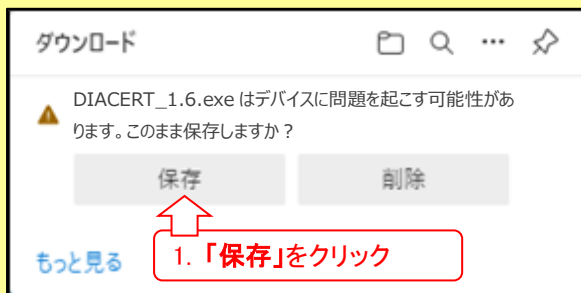 ダウンロード
DIACERT_1.6.exe はデバイスに問題を起こす可能性があ
ります。このまま保存しますか？
保存 削除
1. 「保存」をクリック
もっと見る